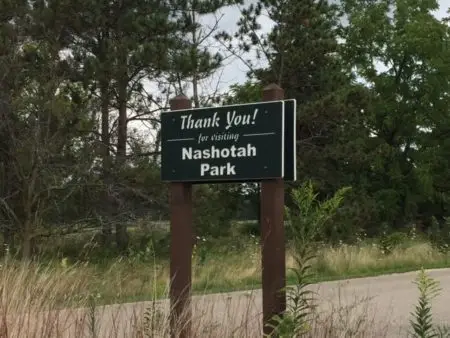 Thank You!
for visiting
Nashotah
Park